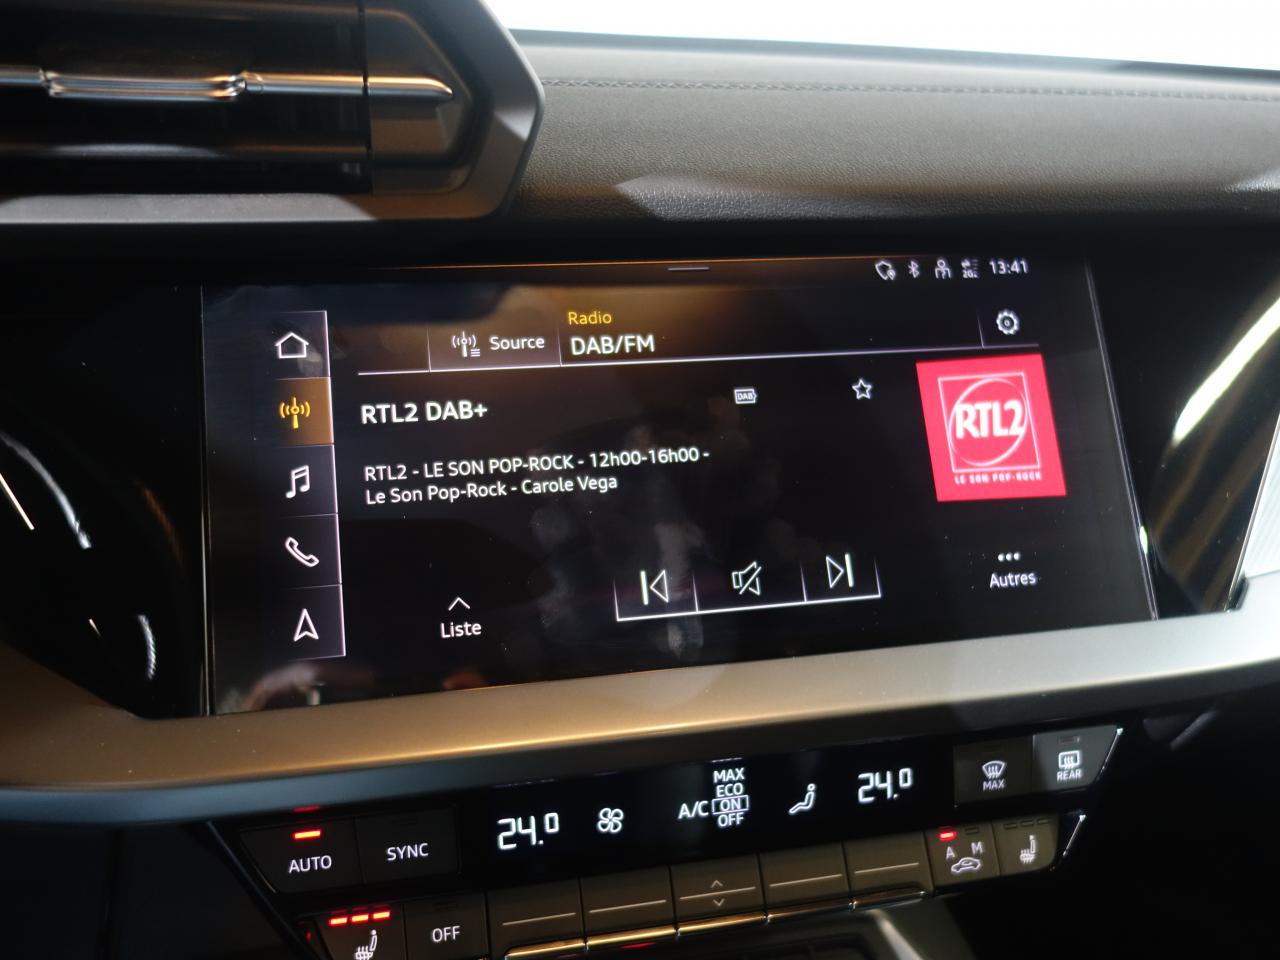 13:41
Radio
Source
DAB/FM
RTL2 DAB+
DAB
RTL2 - LE SON POP-ROCK - 12h00-16h00 -
Le Son Pop-Rock - Carole Vega
RTL2
LE SON POP-ROCK
Autres
Liste
MAX
ECO
A/C ON
OFF
24.0
24.0
MAX
REAR
AUTO
SYNC
A M
OFF